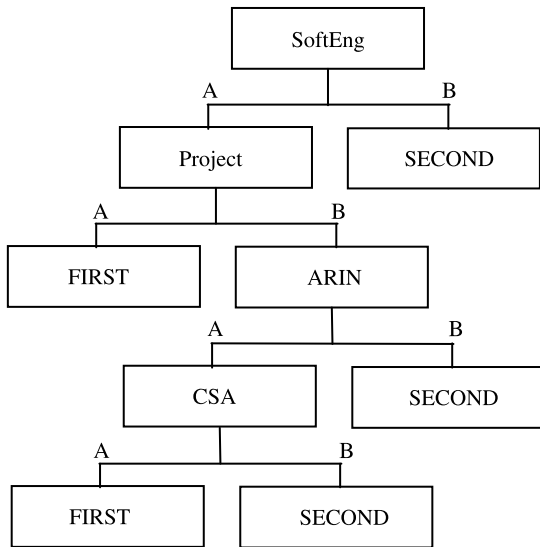 SoftEng
A B
Project SECOND
A B
FIRST ARIN
A B
CSA SECOND
A B
FIRST SECOND